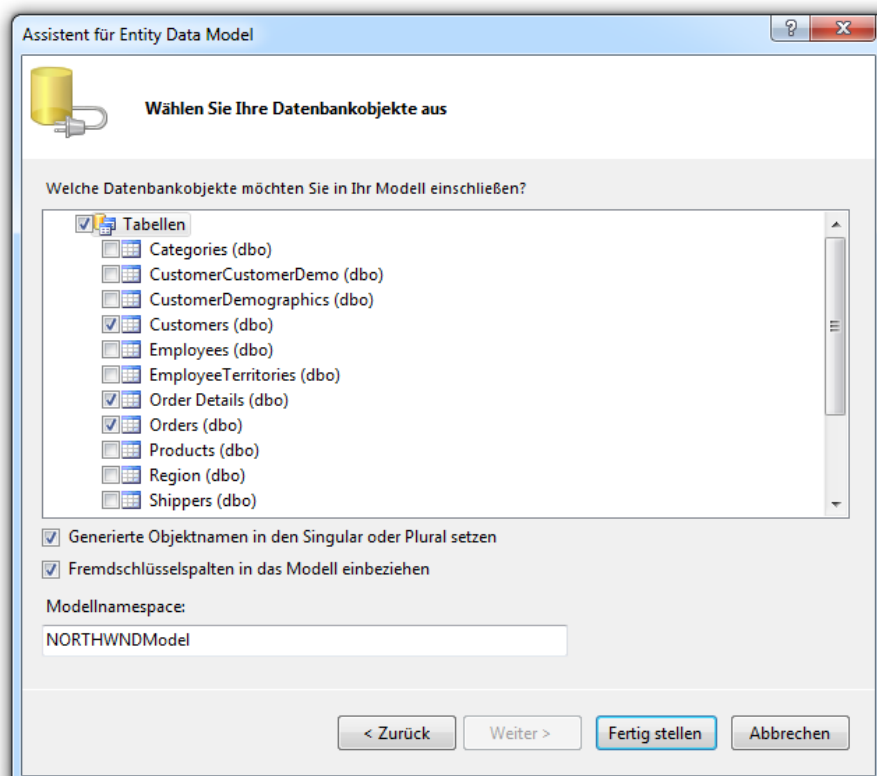 Assistent für Entity Data Model
Wählen Sie Ihre Datenbankobjekte aus
Welche Datenbankobjekte möchten Sie in Ihr Modell einschließen?
Tabellen
Categories (dbo)
CustomerCustomerDemo (dbo)
CustomerDemographics (dbo)
Customers (dbo)
Employees (dbo)
EmployeeTerritories (dbo)
Order Details (dbo)
Orders (dbo)
Products (dbo)
Region (dbo)
Shippers (dbo)
Generierte Objektnamen in den Singular oder Plural setzen
Fremdschlüsselspalten in das Modell einbeziehen
Modellnamespace:
NORTHWNDModel
< Zurück Weiter > Fertig stellen Abbrechen